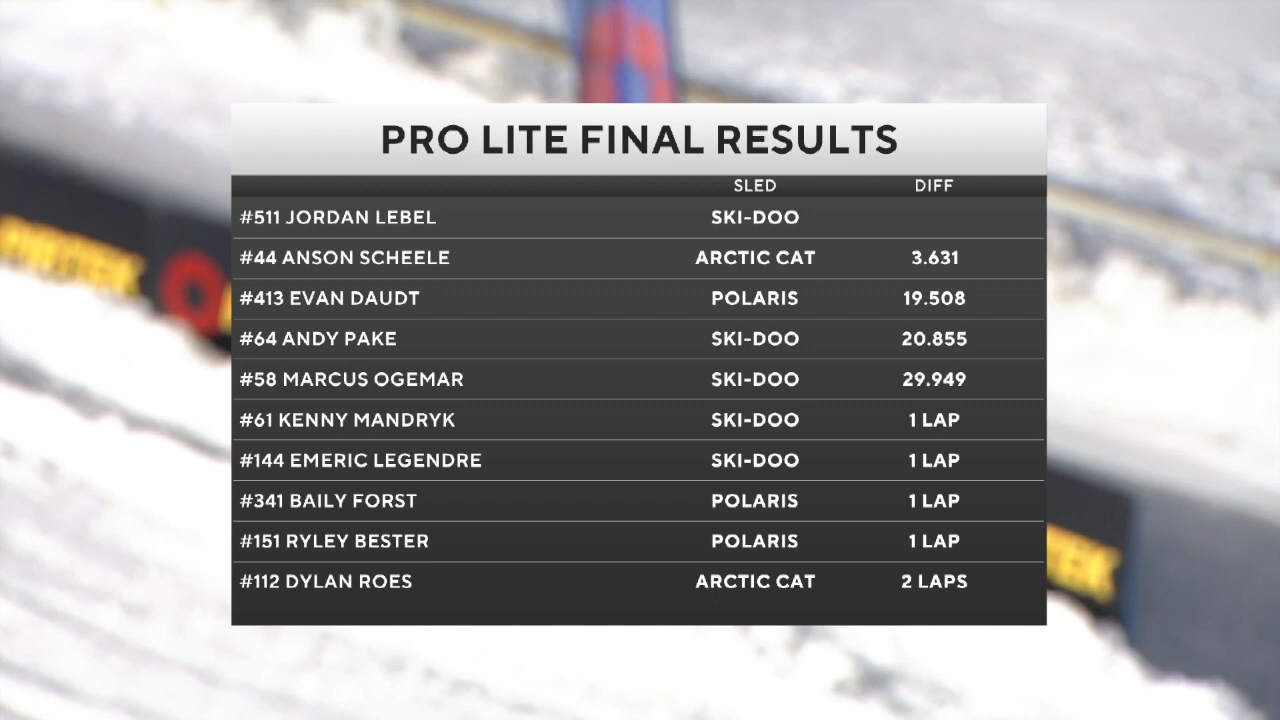 PRO LITE FINAL RESULTS
SLED DIFF
#511 JORDAN LEBEL SKI-DOO
#44 ANSON SCHEELE ARCTIC CAT 3.631
#413 EVAN DAUDT POLARIS 19.508
#64 ANDY PAKE SKI-DOO 20.855
#58 MARCUS OGEMAR SKI-DOO 29.949
#61 KENNY MANDRYK SKI-DOO 1 LAP
#144 EMERIC LEGENDRE SKI-DOO 1 LAP
#341 BAILY FORST POLARIS 1 LAP
#151 RYLEY BESTER POLARIS 1 LAP
#112 DYLAN ROES ARCTIC CAT 2 LAPS